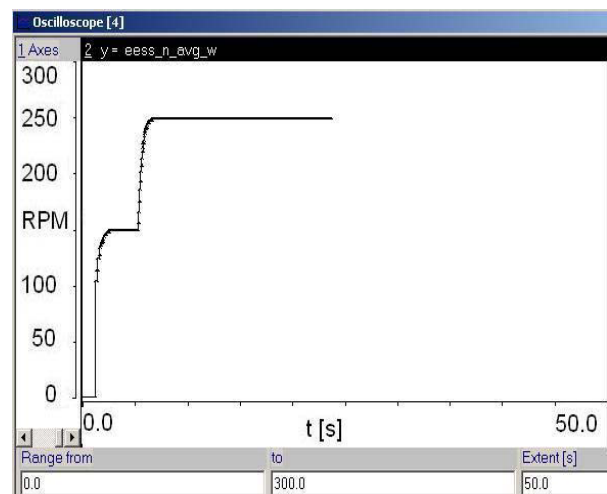 Oscilloscope [4]
1 Axes
2 y = eess_n_avg_w
300
250
200
RPM
100
50
0
0.0
t [s]
50.0
Range from
to
Extent [s]
0.0
300.0
50.0